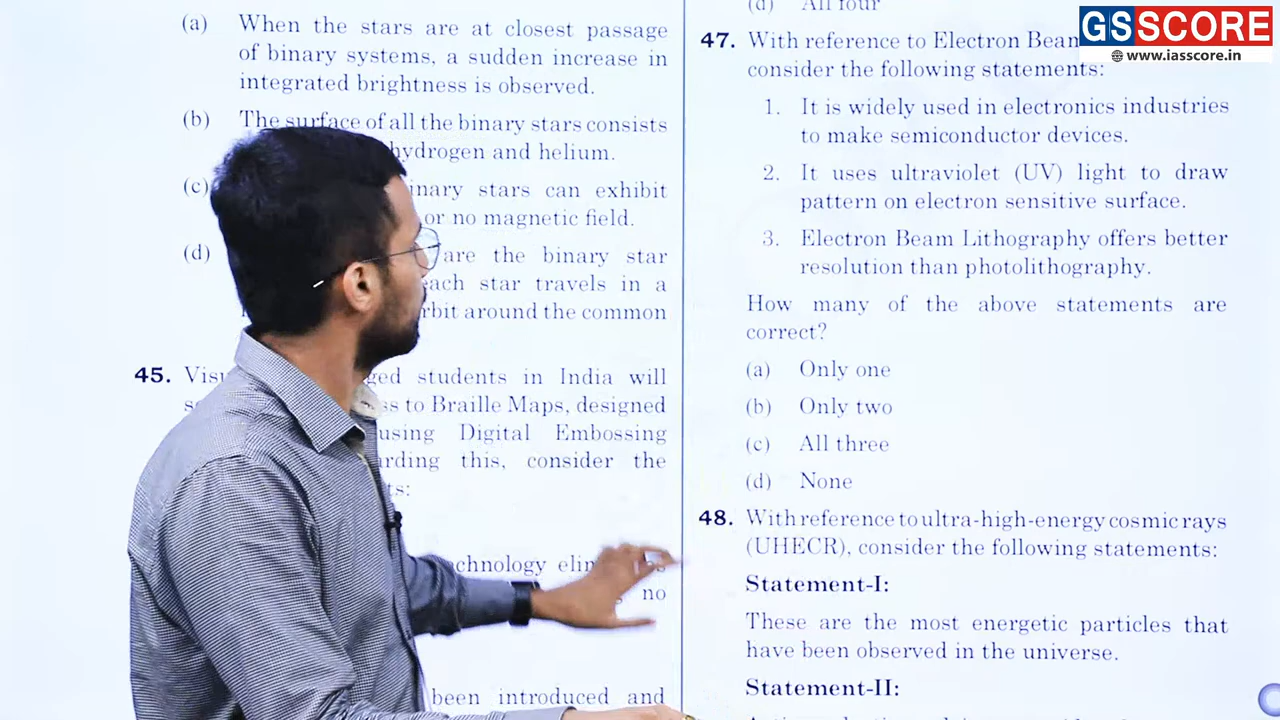 (a) When the stars are at closest passage
of binary systems, a sudden increase in
integrated brightness is observed.
(b) The surface of all the binary stars consists
hydrogen and helium.
(c) inary stars can exhibit
or no magnetic field.
(d) are the binary star
each star travels in a
rbit around the common
45. Visu ged students in India will
s ss to Braille Maps, designed
using Digital Embossing
arding this, consider the
ts:
chnology elim s
no
been introduced and
(d) All four
47. With reference to Electron Beam
consider the following statements:
1. It is widely used in electronics industries
to make semiconductor devices.
2. It uses ultraviolet (UV) light to draw
pattern on electron sensitive surface.
3. Electron Beam Lithography offers better
resolution than photolithography.
How many of the above statements are
correct?
(a) Only one
(b) Only two
(c) All three
(d) None
48. With reference to ultra-high-energy cosmic rays
(UHECR), consider the following statements:
Statement-I:
These are the most energetic particles that
have been observed in the universe.
Statement-II:
GSSCORE
www.iasscore.in